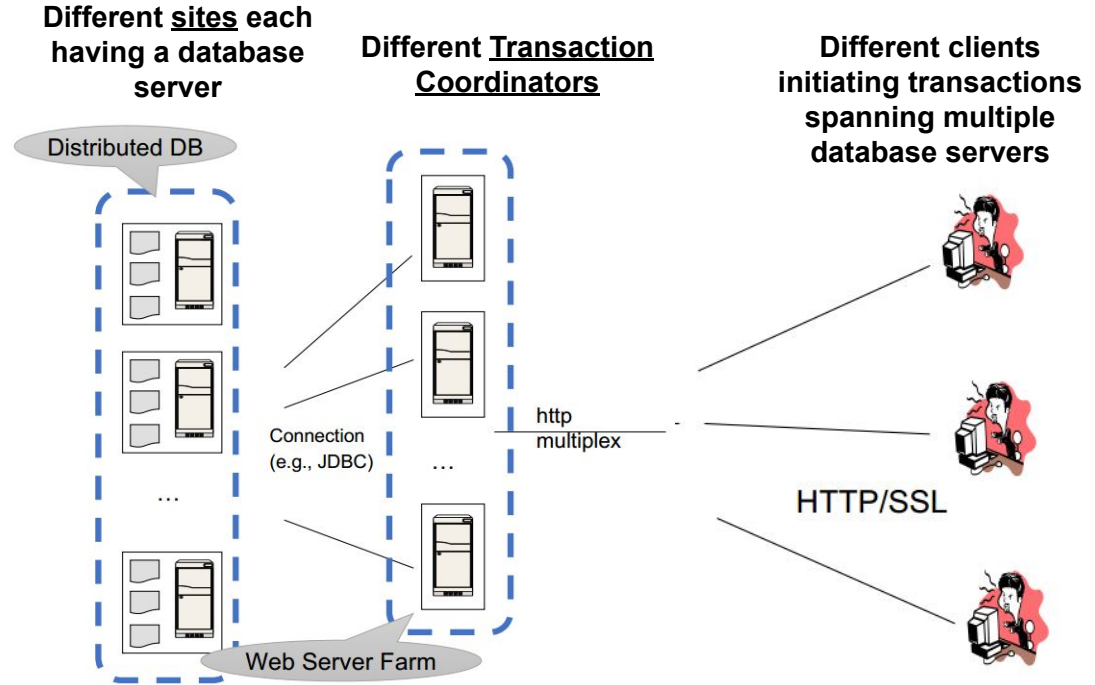 Different sites each
having a database
server
Different Transaction
Coordinators
Different clients
initiating transactions
spanning multiple
database servers
Distributed DB
Connection
(e.g., JDBC)
http
multiplex
...
...
HTTP/SSL
Web Server Farm